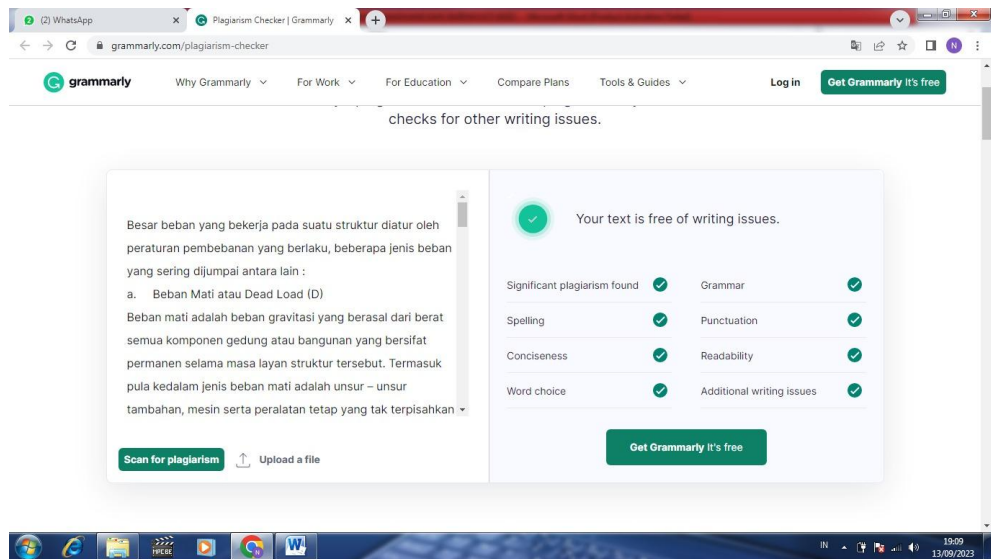 (2) WhatsApp
Plagiarism Checker | Grammarly
grammarly.com/plagiarism-checker
N
grammarly
Why Grammarly
For Work
For Education
Compare Plans
Tools & Guides
Log in
Get Grammarly It's free
checks for other writing issues.
Besar beban yang bekerja pada suatu struktur diatur oleh
peraturan pembebanan yang berlaku, beberapa jenis beban
yang sering dijumpai antara lain :
a. Beban Mati atau Dead Load (D)
Beban mati adalah beban gravitasi yang berasal dari berat
semua komponen gedung atau bangunan yang bersifat
permanen selama masa layan struktur tersebut. Termasuk
pula kedalam jenis beban mati adalah unsur – unsur
tambahan, mesin serta peralatan tetap yang tak terpisahkan
Scan for plagiarism
Upload a file
Your text is free of writing issues.
Significant plagiarism found
Grammar
Spelling
Punctuation
Conciseness
Readability
Word choice
Additional writing issues
Get Grammarly It's free
IN
19:09
13/09/2023